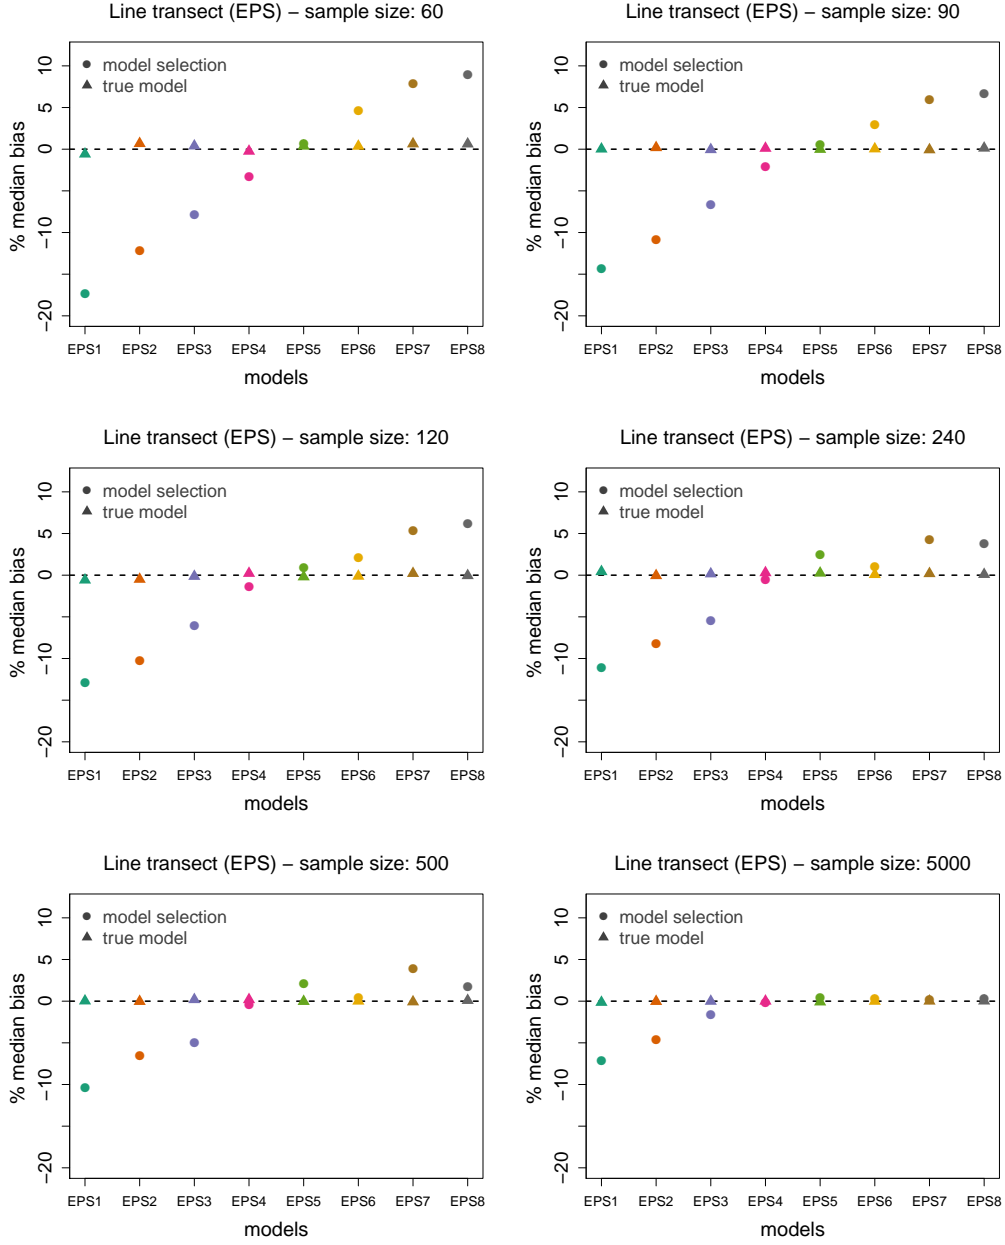 Line transect (EPS) – sample size: 60
10
5
0
−10
−20
% median bias
model selection
true model
EPS1 EPS2 EPS3 EPS4 EPS5 EPS6 EPS7 EPS8
models
Line transect (EPS) – sample size: 90
10
5
0
−10
−20
% median bias
model selection
true model
EPS1 EPS2 EPS3 EPS4 EPS5 EPS6 EPS7 EPS8
models
Line transect (EPS) – sample size: 120
10
5
0
−10
−20
% median bias
model selection
true model
EPS1 EPS2 EPS3 EPS4 EPS5 EPS6 EPS7 EPS8
models
Line transect (EPS) – sample size: 240
10
5
0
−10
−20
% median bias
model selection
true model
EPS1 EPS2 EPS3 EPS4 EPS5 EPS6 EPS7 EPS8
models
Line transect (EPS) – sample size: 500
10
5
0
−10
−20
% median bias
model selection
true model
EPS1 EPS2 EPS3 EPS4 EPS5 EPS6 EPS7 EPS8
models
Line transect (EPS) – sample size: 5000
10
5
0
−10
−20
% median bias
model selection
true model
EPS1 EPS2 EPS3 EPS4 EPS5 EPS6 EPS7 EPS8
models